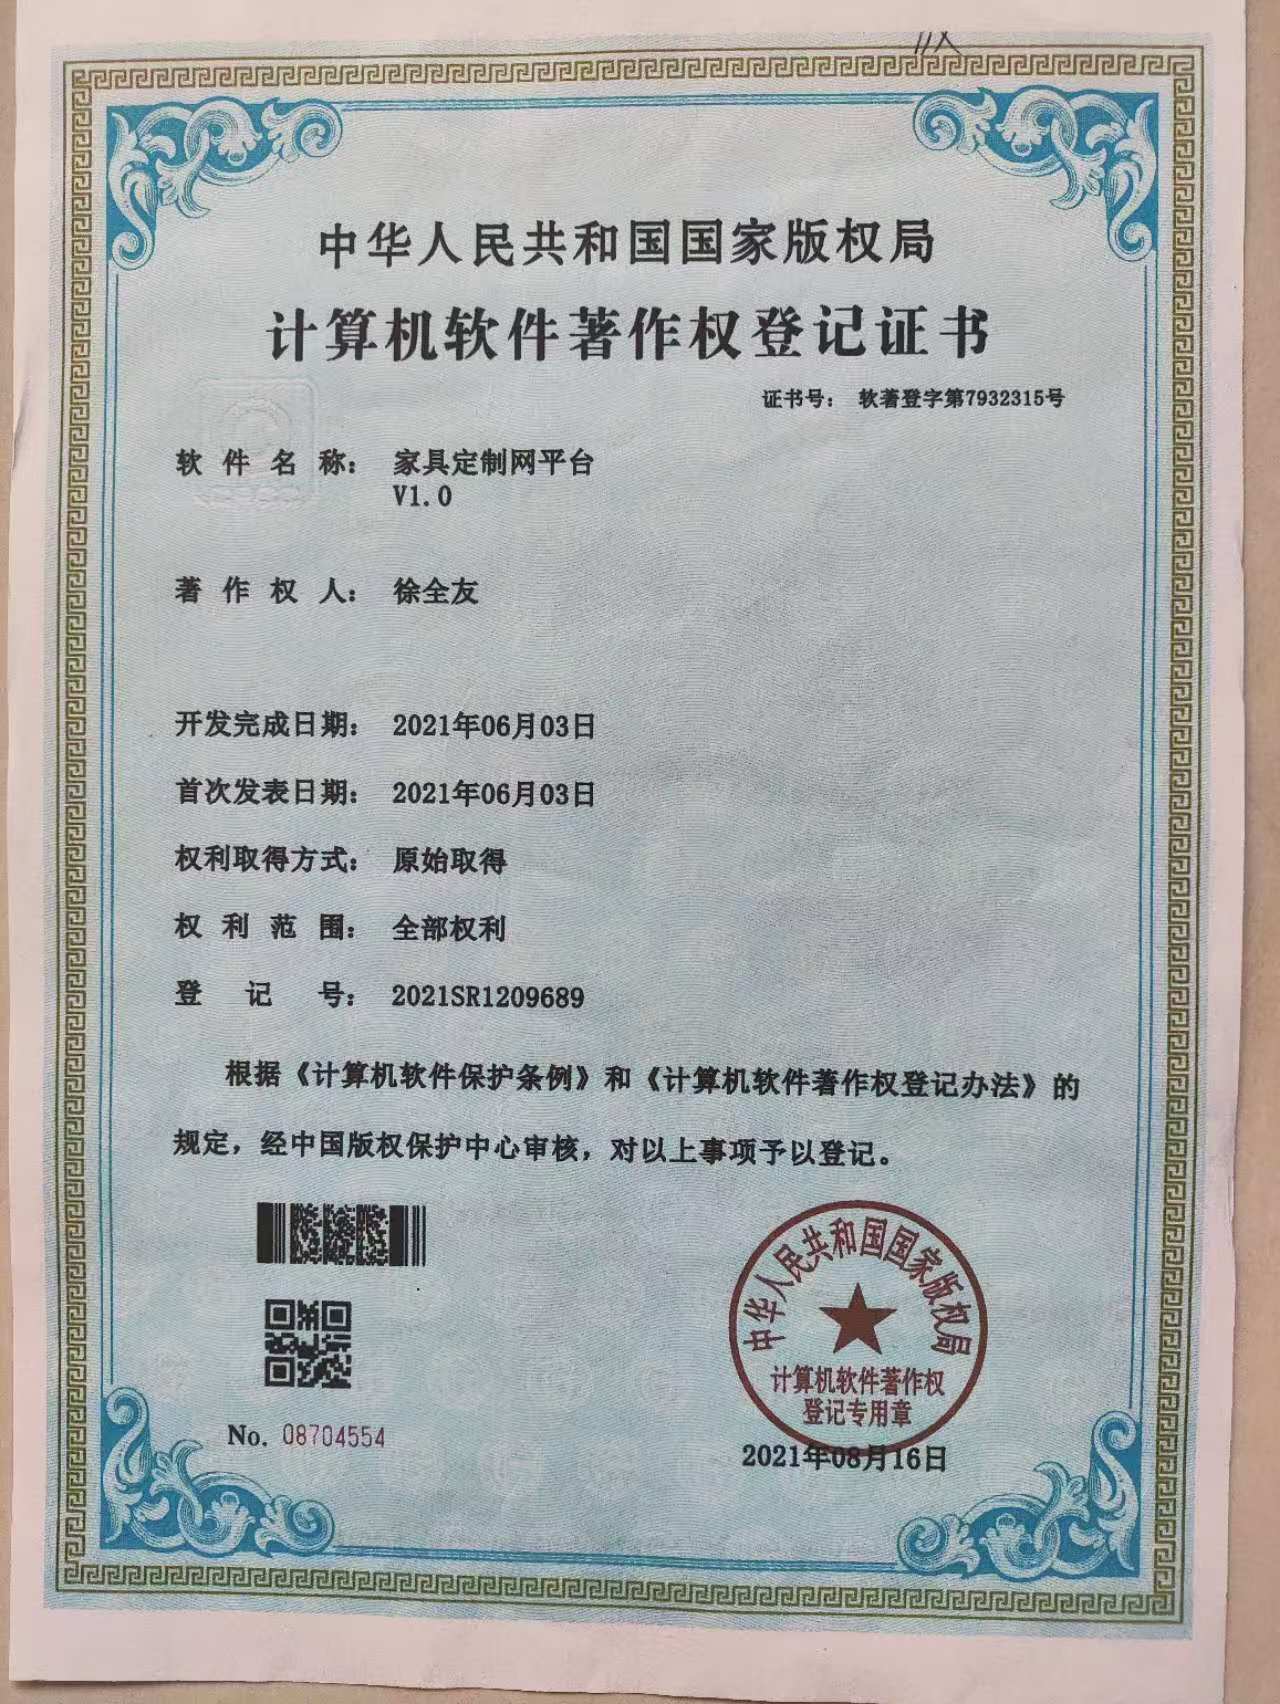 中华人民共和国国家版权局
计算机软件著作权登记证书
证书号： 软著登字第7932315号
软件名称： 家具定制网平台
V1.0
著作权人： 徐全友
开发完成日期： 2021年06月03日
首次发表日期： 2021年06月03日
权利取得方式： 原始取得
权利范围： 全部权利
登记号： 2021SR1209689
根据《计算机软件保护条例》和《计算机软件著作权登记办法》的
规定，经中国版权保护中心审核，对以上事项予以登记。
中华人民共和国国家版权局
计算机软件著作权
登记专用章
No. 08704554
2021年08月16日